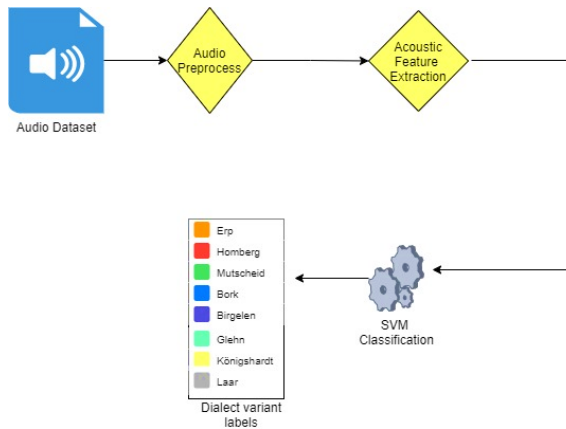 Audio
Preprocess
Acoustic
Feature
Extraction
Audio Dataset
Erp
Homberg
Mutscheid
Bork
Birgelen
Glehn
Königshardt
Laar
SVM
Classification
Dialect variant
labels